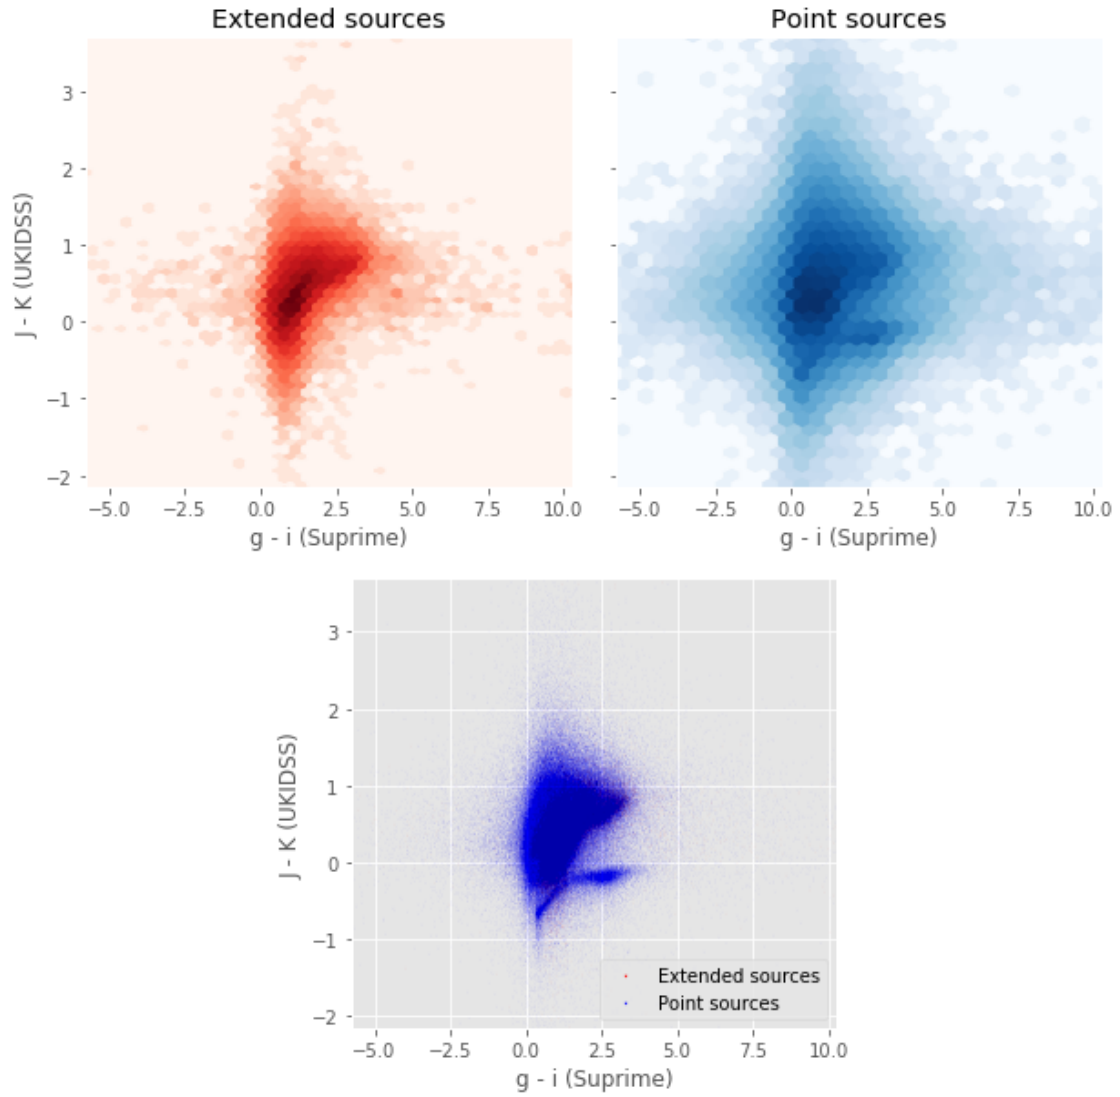 Extended sources
Point sources
3
2
1
0
−1
−2
J - K (UKIDSS)
−5.0 −2.5 0.0 2.5 5.0 7.5 10.0
−5.0 −2.5 0.0 2.5 5.0 7.5 10.0
g - i (Suprime)
g - i (Suprime)
3
2
1
0
−1
−2
J - K (UKIDSS)
Extended sources
Point sources
−5.0 −2.5 0.0 2.5 5.0 7.5 10.0
g - i (Suprime)